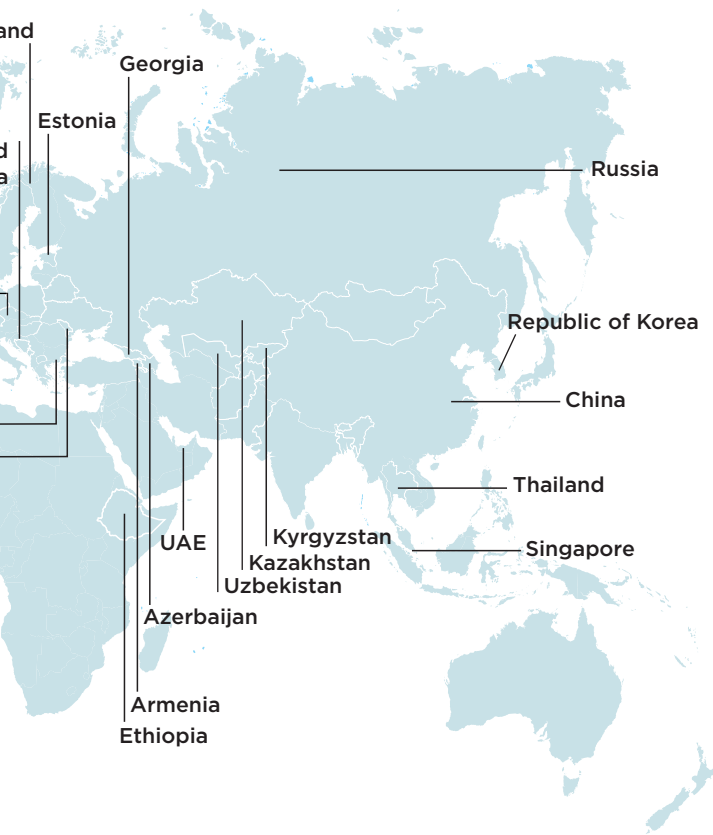 and
Georgia
Estonia
d
a
Russia
Republic of Korea
China
Thailand
UAE
Kyrgyzstan
Singapore
Kazakhstan
Uzbekistan
Azerbaijan
Armenia
Ethiopia